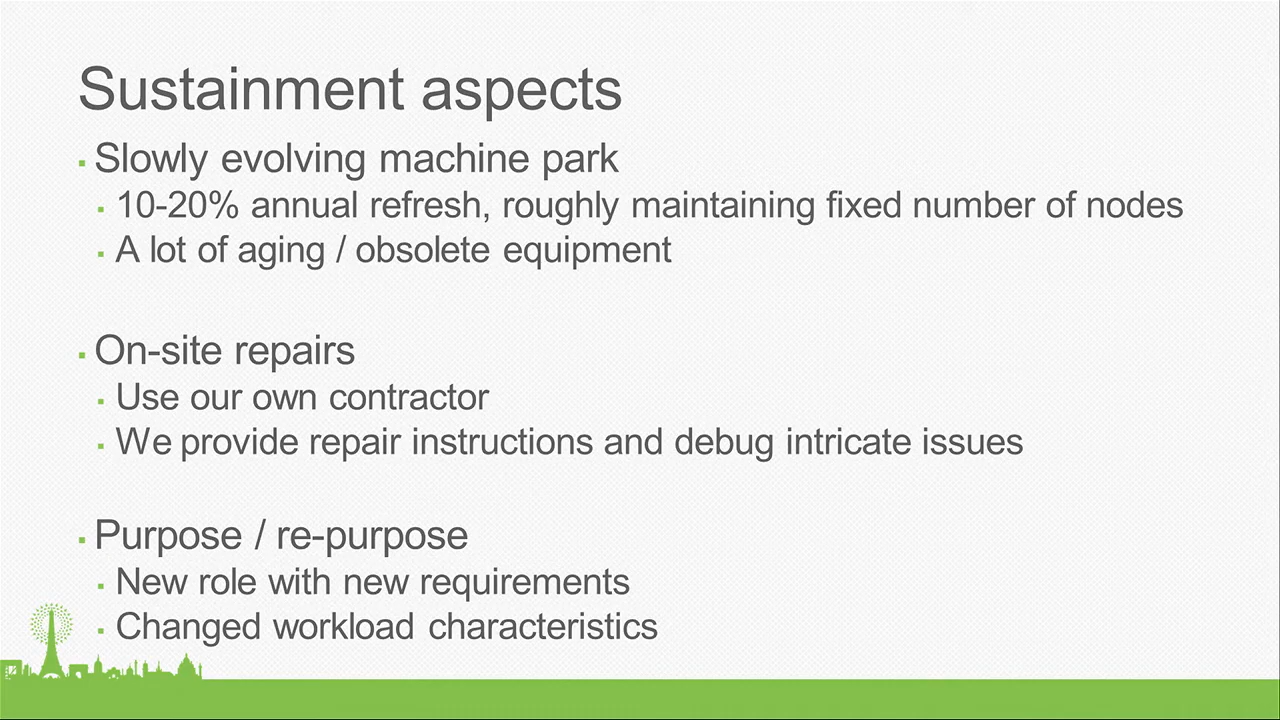 Sustainment aspects
▪ Slowly evolving machine park
▪ 10-20% annual refresh, roughly maintaining fixed number of nodes
▪ A lot of aging / obsolete equipment
▪ On-site repairs
▪ Use our own contractor
▪ We provide repair instructions and debug intricate issues
▪ Purpose / re-purpose
▪ New role with new requirements
▪ Changed workload characteristics